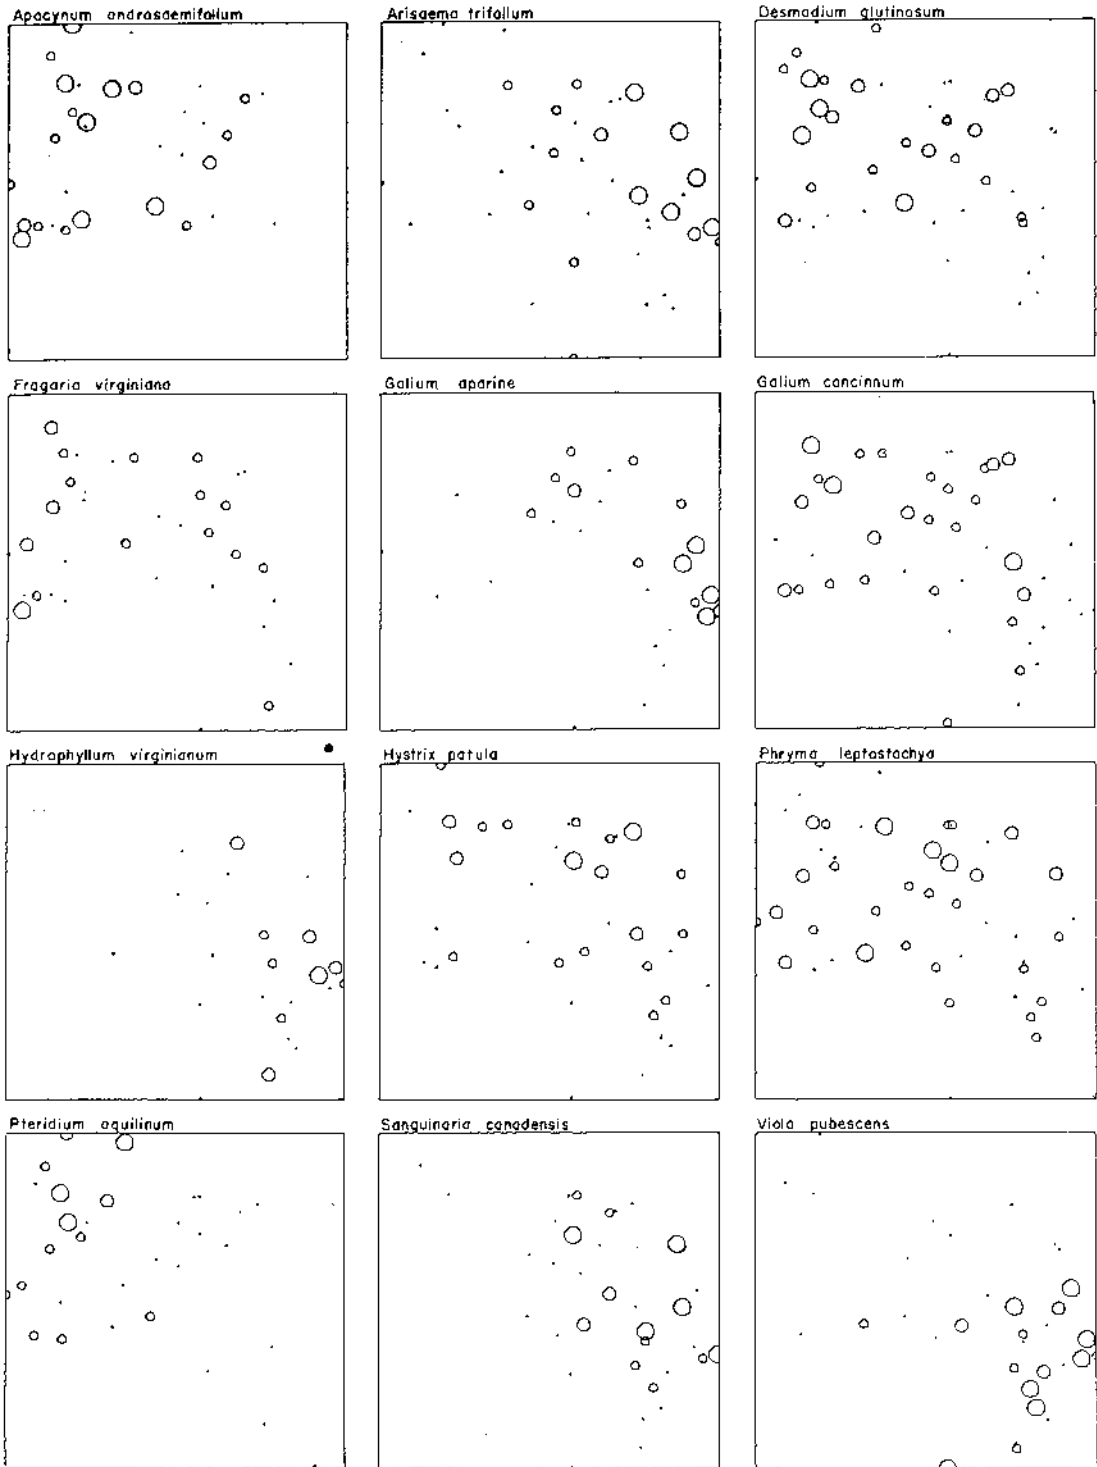 Apocynum androsaemifolium
Arisaema trifolium
Desmodium glutinosum
Fragaria virginiana
Galium aparine
Galium concinnum
Hydrophyllum virginianum
Hystrix patula
Phryma leptostachya
Pteridium aquilinum
Sanguinaria canadensis
Viola pubescens